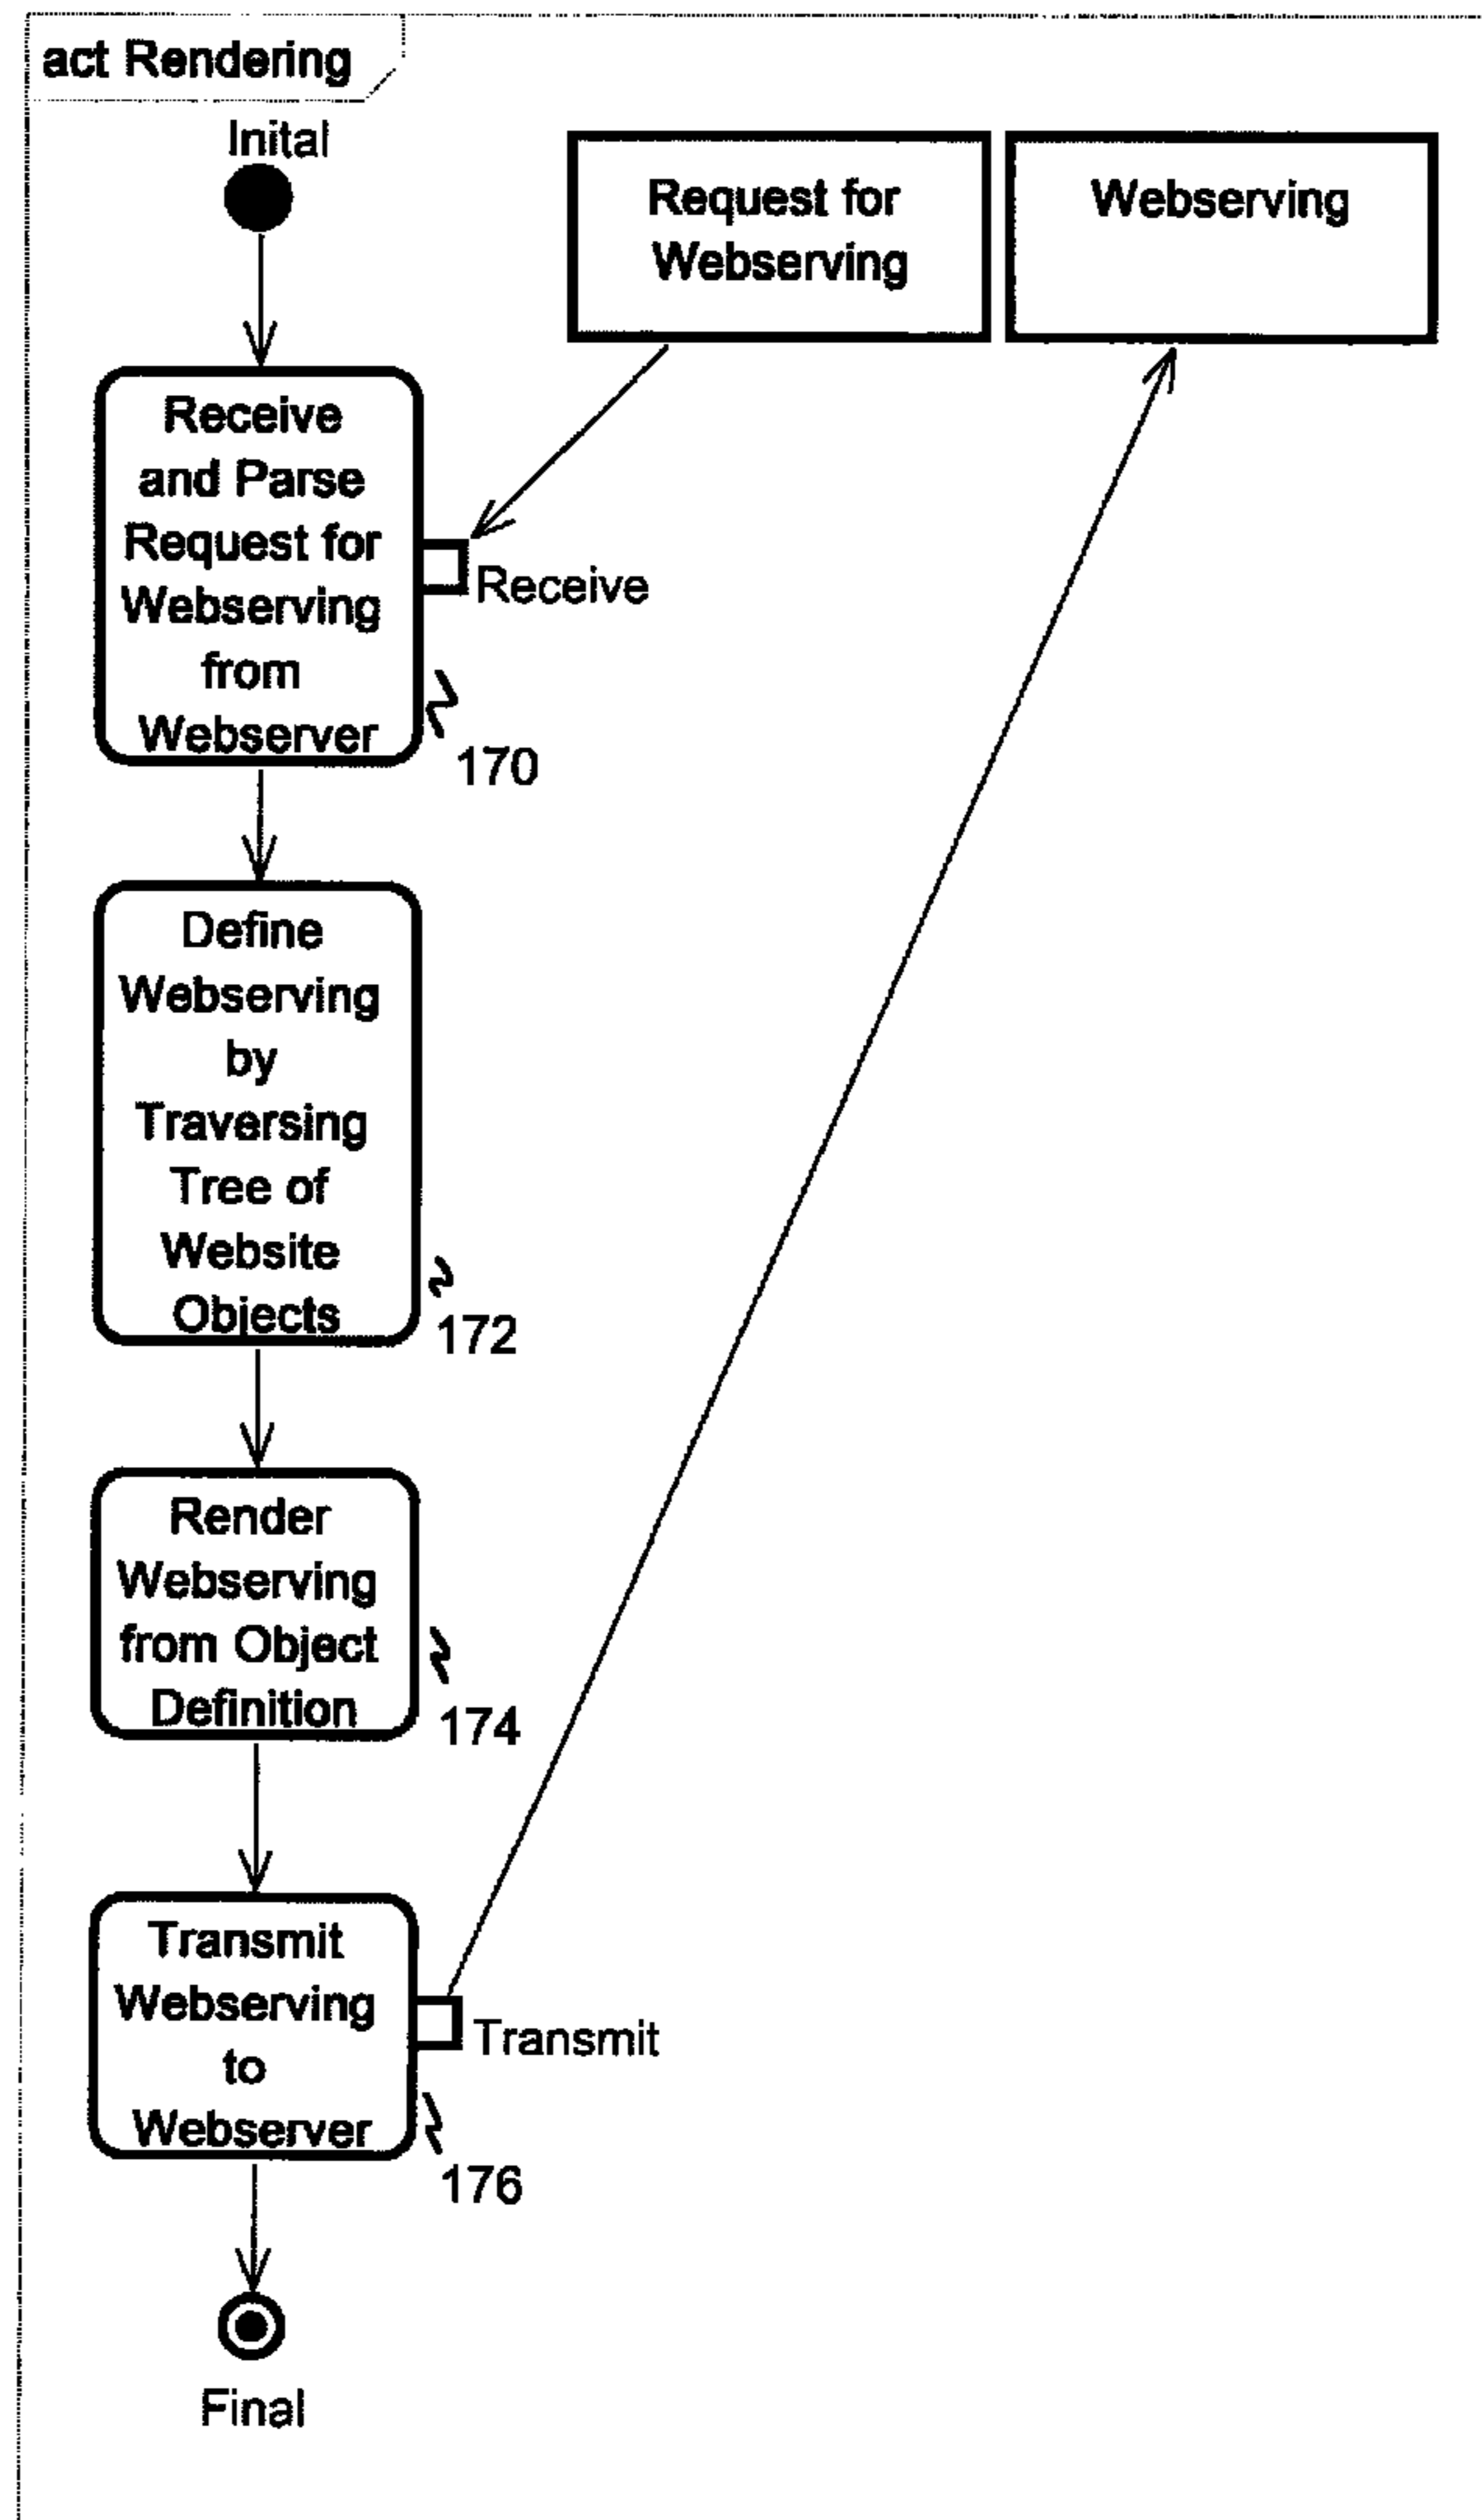 act Rendering
Inital
Request for
Webserving
Webserving
Receive
and Parse
Request for
Webserving
from
Webserver
Receive
170
Define
Webserving
by
Traversing
Tree of
Website
Objects
172
Render
Webserving
from Object
Definition
174
Transmit
Webserving
to
Webserver
Transmit
176
Final